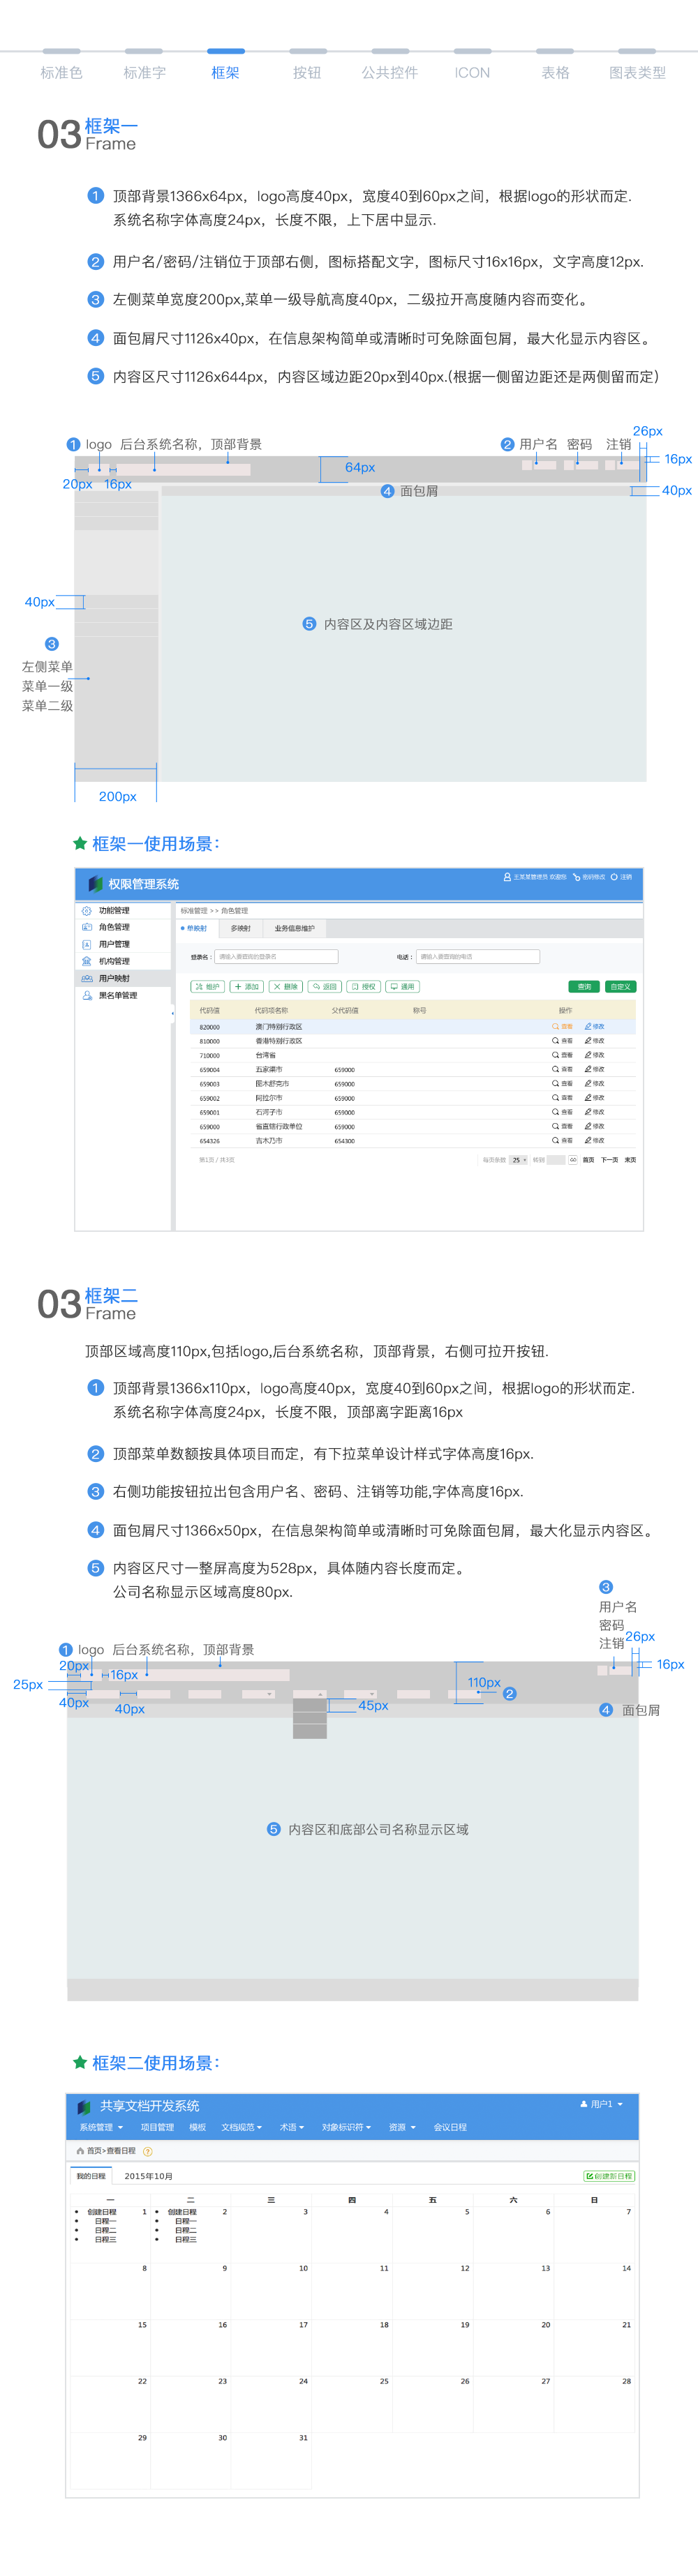 标准色 标准字 框架 按钮 公共控件 ICON 表格 图表类型
03 框架一
Frame
1 顶部背景1366x64px，logo高度40px，宽度40到60px之间，根据logo的形状而定.
系统名称字体高度24px，长度不限，上下居中显示.
2 用户名/密码/注销位于顶部右侧，图标搭配文字，图标尺寸16x16px，文字高度12px.
3 左侧菜单宽度200px,菜单一级导航高度40px，二级拉开高度随内容而变化。
4 面包屑尺寸1126x40px，在信息架构简单或清晰时可免除面包屑，最大化显示内容区。
5 内容区尺寸1126x644px，内容区域边距20px到40px.(根据一侧留边距还是两侧留而定)
26px
1 logo 后台系统名称，顶部背景 2 用户名 密码 注销
64px 16px
20px 16px 4 面包屑 40px
40px
5 内容区及内容区域边距
3
左侧菜单
菜单一级
菜单二级
200px
框架一使用场景：
权限管理系统 王某某管理员 欢迎您 密码修改 注销
功能管理
角色管理
用户管理
机构管理
用户映射
黑名单管理
标准管理 >> 角色管理
单映射 多映射 业务信息维护
登录名： 请输入要查询的登录名 电话： 请输入要查询的电话
维护 添加 删除 返回 授权 通用 查询 自定义
代码值 代码项名称 父代码值 称号 操作
820000 澳门特别行政区 查看 修改
810000 香港特别行政区 查看 修改
710000 台湾省 查看 修改
659004 五家渠市 659000 查看 修改
659003 图木舒克市 659000 查看 修改
659002 阿拉尔市 659000 查看 修改
659001 石河子市 659000 查看 修改
659000 省直辖行政单位 659000 查看 修改
654326 吉木乃市 654300 查看 修改
第1页 / 共3页 每页条数 25 转到 GO 首页 下一页 末页
03 框架二
Frame
顶部区域高度110px,包括logo,后台系统名称，顶部背景，右侧可拉开按钮.
1 顶部背景1366x110px，logo高度40px，宽度40到60px之间，根据logo的形状而定.
系统名称字体高度24px，长度不限，顶部离字距离16px
2 顶部菜单数额按具体项目而定，有下拉菜单设计样式字体高度16px.
3 右侧功能按钮拉出包含用户名、密码、注销等功能,字体高度16px.
4 面包屑尺寸1366x50px，在信息架构简单或清晰时可免除面包屑，最大化显示内容区。
5 内容区尺寸一整屏高度为528px，具体随内容长度而定。
公司名称显示区域高度80px.
3
用户名
密码
注销 26px
1 logo 后台系统名称，顶部背景
20px 16px 16px
25px 110px
40px 40px 45px 2
4 面包屑
5 内容区和底部公司名称显示区域
框架二使用场景：
共享文档开发系统 用户1
系统管理 项目管理 模板 文档规范 术语 对象标识符 资源 会议日程
首页>查看日程 ?
我的日程 2015年10月 创建新日程
一 二 三 四 五 六 日
创建日程 1 创建日程 2 3 4 5 6 7
日程一 日程一
日程二 日程二
日程三 日程三
8 9 10 11 12 13 14
15 16 17 18 19 20 21
22 23 24 25 26 27 28
29 30 31